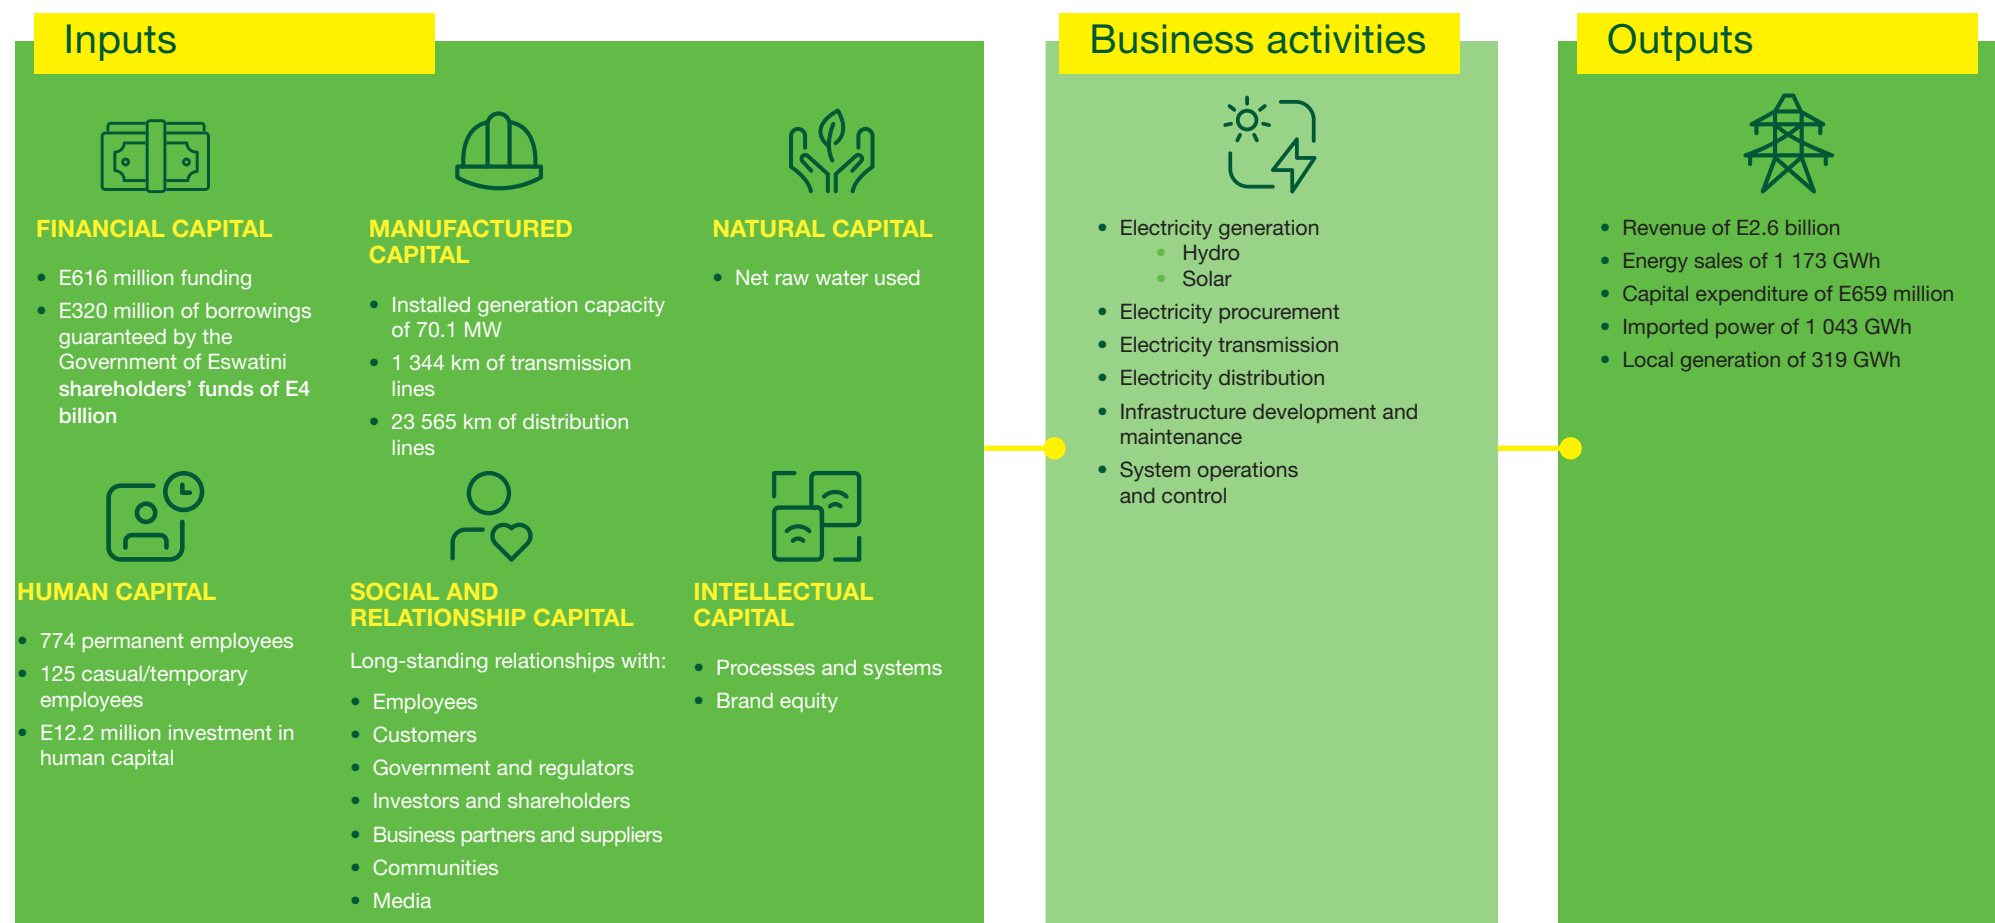 Inputs
FINANCIAL CAPITAL
• E616 million funding
• E320 million of borrowings
guaranteed by the
Government of Eswatini
shareholders' funds of E4
billion
MANUFACTURED
CAPITAL
• Installed generation capacity
of 70.1 MW
• 1 344 km of transmission
lines
• 23 565 km of distribution
lines
NATURAL CAPITAL
• Net raw water used
HUMAN CAPITAL
• 774 permanent employees
• 125 casual/temporary
employees
• E12.2 million investment in
human capital
SOCIAL AND
RELATIONSHIP CAPITAL
Long-standing relationships with:
• Employees
• Customers
• Government and regulators
• Investors and shareholders
• Business partners and suppliers
• Communities
• Media
INTELLECTUAL
CAPITAL
• Processes and systems
• Brand equity
Business activities
• Electricity generation
• Hydro
• Solar
• Electricity procurement
• Electricity transmission
• Electricity distribution
• Infrastructure development and
maintenance
• System operations
and control
Outputs
• Revenue of E2.6 billion
• Energy sales of 1 173 GWh
• Capital expenditure of E659 million
• Imported power of 1 043 GWh
• Local generation of 319 GWh